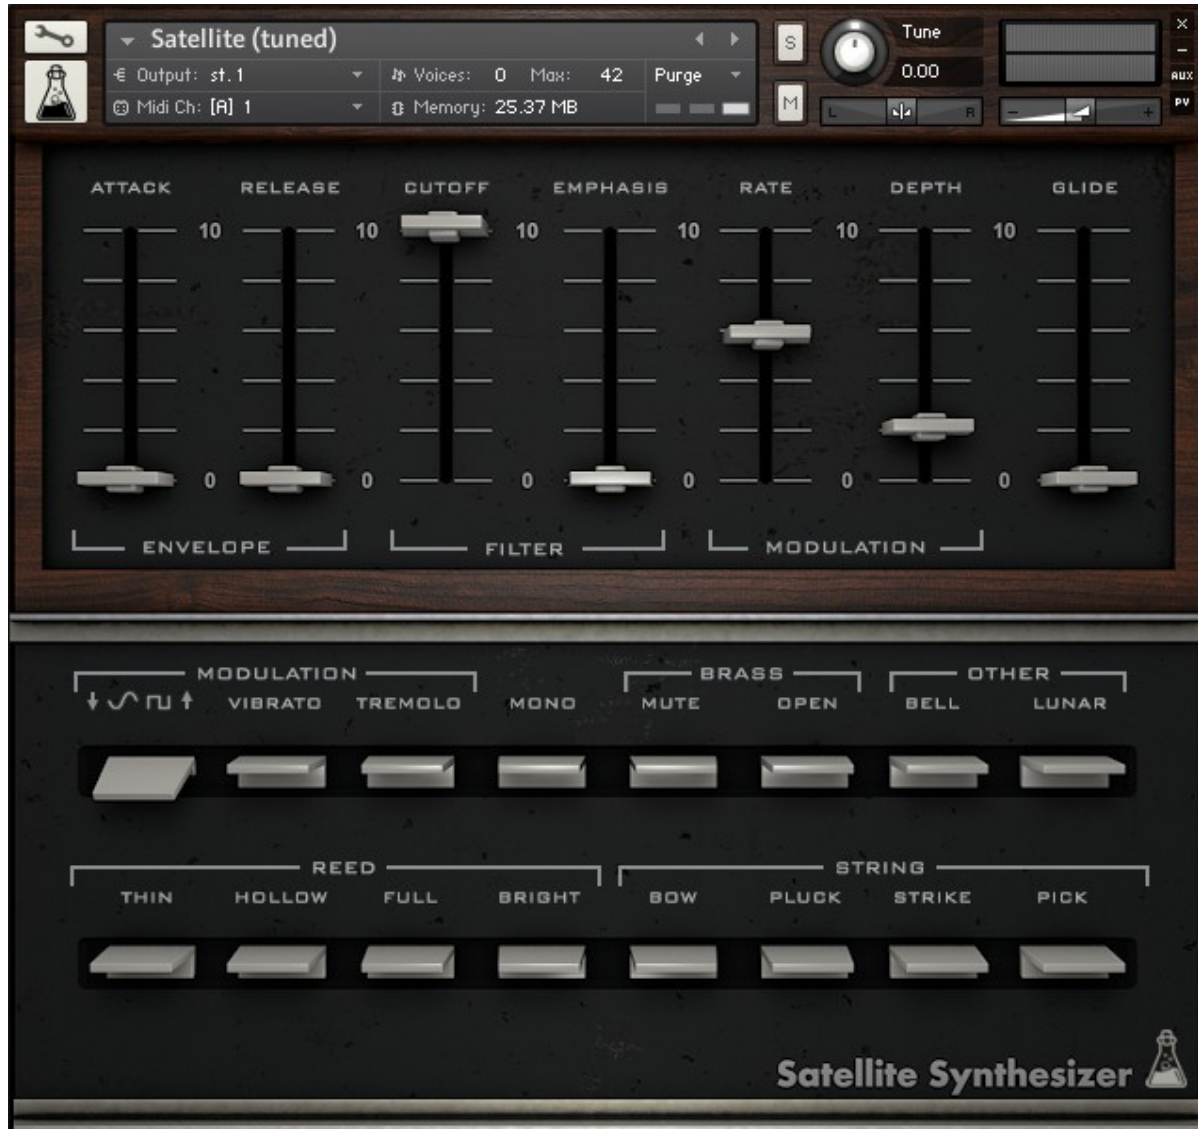 Satellite (tuned)
S
Tune
Output: st. 1
Voices: 0 Max: 42
Purge
0.00
Midi Ch: [A] 1
Memory: 25.37 MB
M
L
R
-
+
x
-
AUX
PV
ATTACK RELEASE CUTOFF EMPHASIS RATE DEPTH GLIDE
10 10 10 10 10 10
0 0 0 0 0 0
ENVELOPE FILTER MODULATION
MODULATION BRASS OTHER
VIBRATO TREMOLO MONO MUTE OPEN BELL LUNAR
REED STRING
THIN HOLLOW FULL BRIGHT BOW PLUCK STRIKE PICK
Satellite Synthesizer